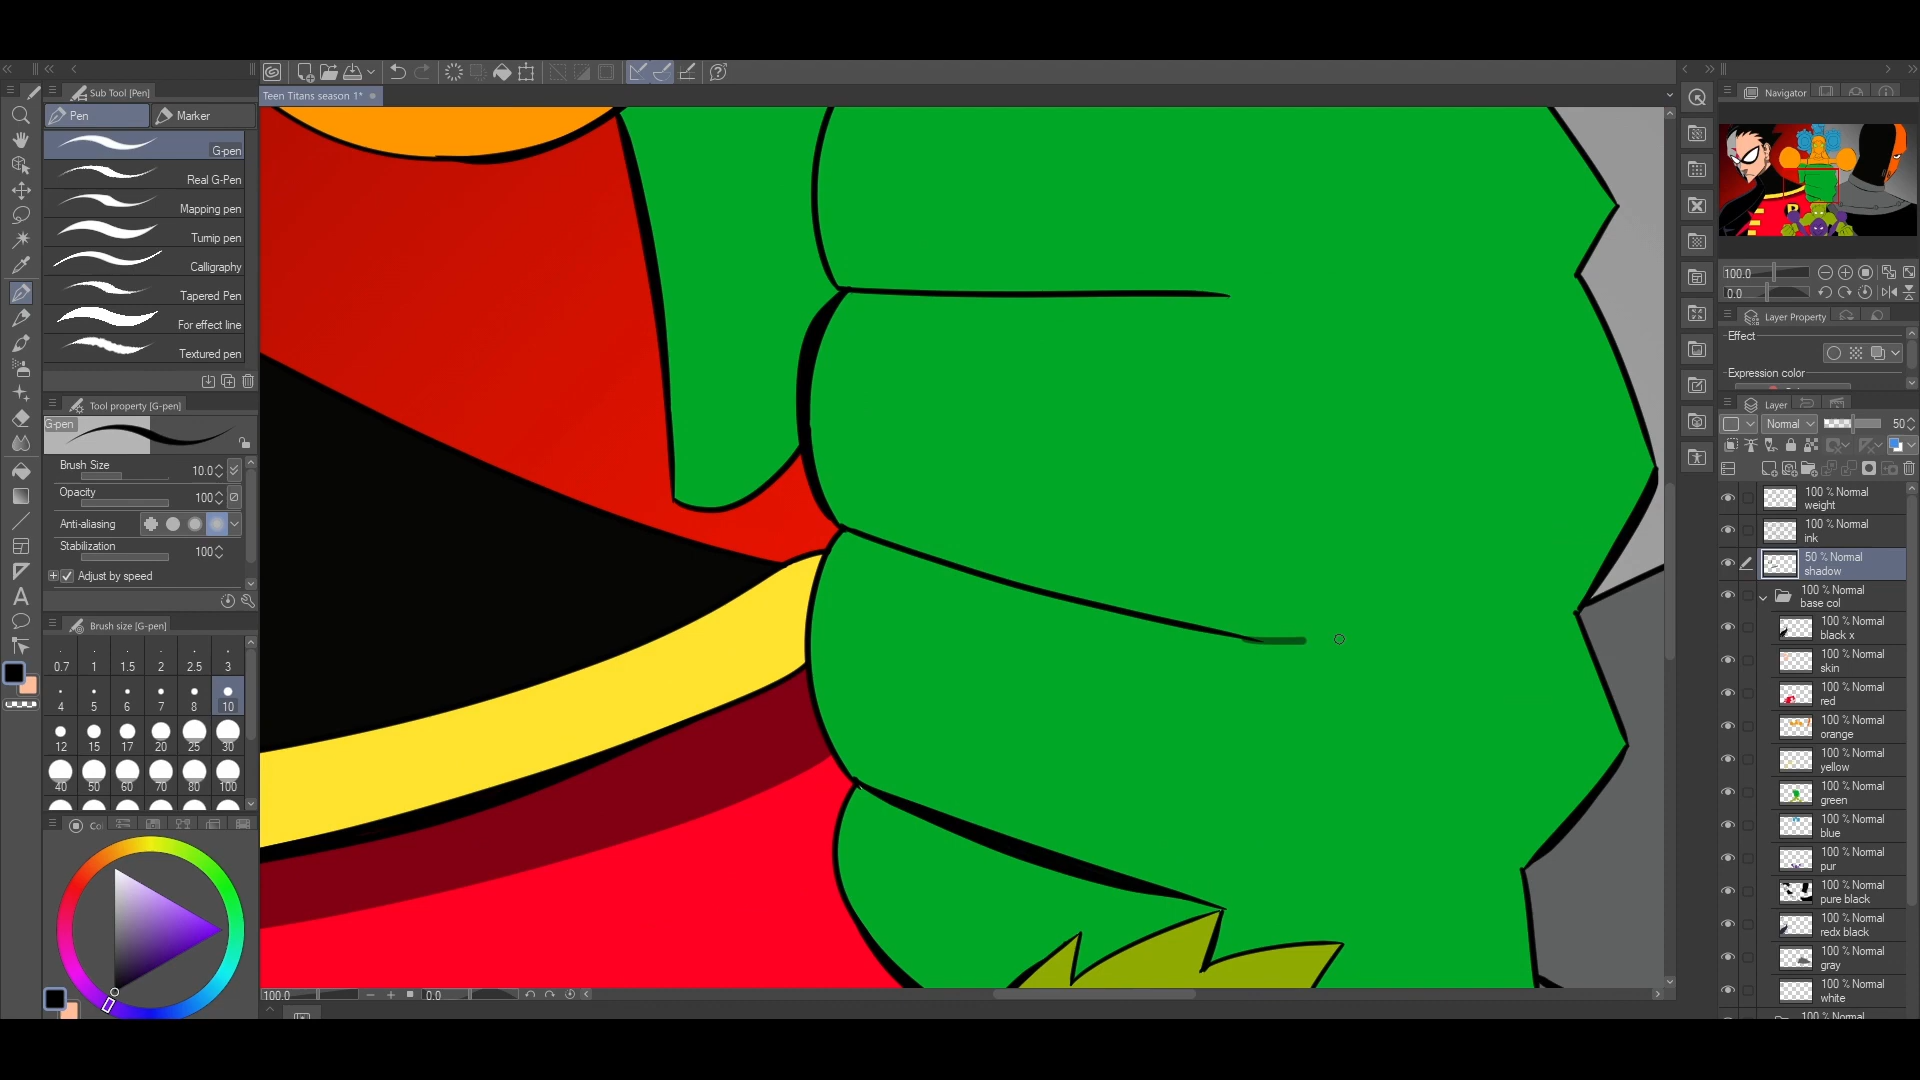 Sub Tool [Pen]
Pen
Marker
G-pen
Real G-Pen
Mapping pen
Turnip pen
Calligraphy
Tapered Pen
For effect line
Textured pen
Tool property [G-pen]
G-pen
Brush Size
10.0
Opacity
100
Anti-aliasing
Stabilization
100
Adjust by speed
Brush size [G-pen]
0.7 1 1.5 2 2.5 3
4 5 6 7 8 10
12 15 17 20 25 30
40 50 60 70 80 100
Co
Teen Titans season 1*
100.0
0.0
Navigator
100.0
0.0
Layer Property
Effect
Expression color
Layer
Normal
50
100 % Normal
weight
100 % Normal
ink
50 % Normal
shadow
100 % Normal
base col
100 % Normal
black x
100 % Normal
skin
100 % Normal
red
100 % Normal
orange
100 % Normal
yellow
100 % Normal
green
100 % Normal
blue
100 % Normal
pur
100 % Normal
pure black
100 % Normal
redx black
100 % Normal
gray
100 % Normal
white
100 % Normal